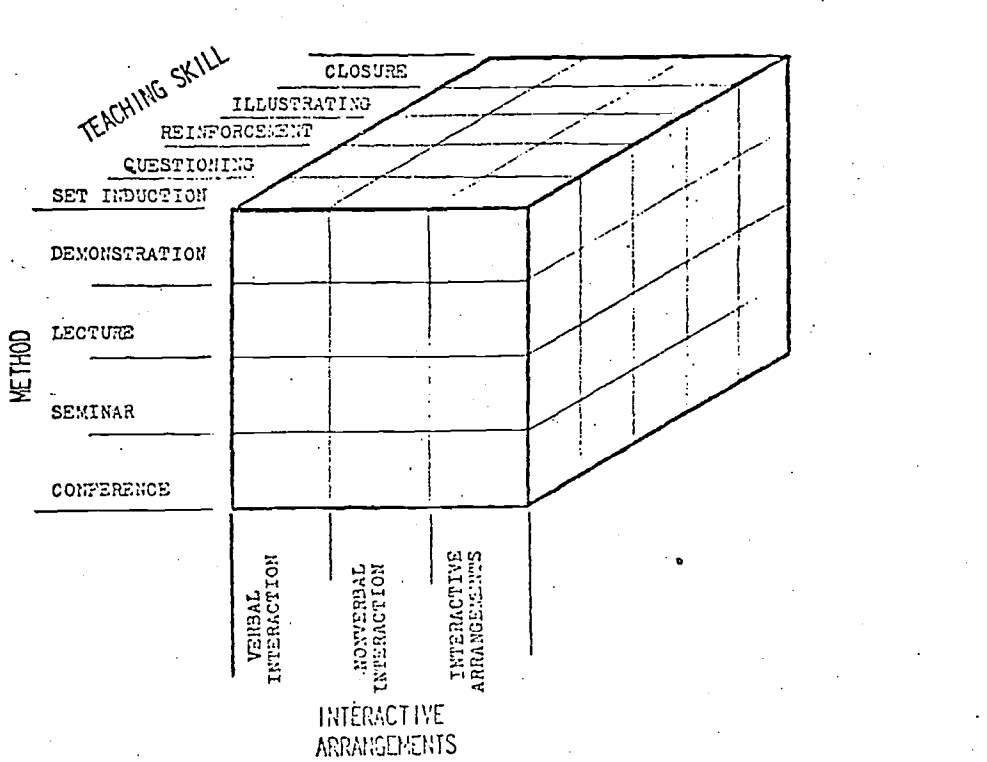 TEACHING SKILL
CLOSURE
ILLUSTRATING
REINFORCEMENT
QUESTIONING
SET INDUCTION
METHOD
DEMONSTRATION
LECTURE
SEMINAR
CONFERENCE
VERBAL
INTERACTION
NONVERBAL
INTERACTION
INTERACTIVE
ARRANGEMENTS
INTERACTIVE
ARRANGEMENTS